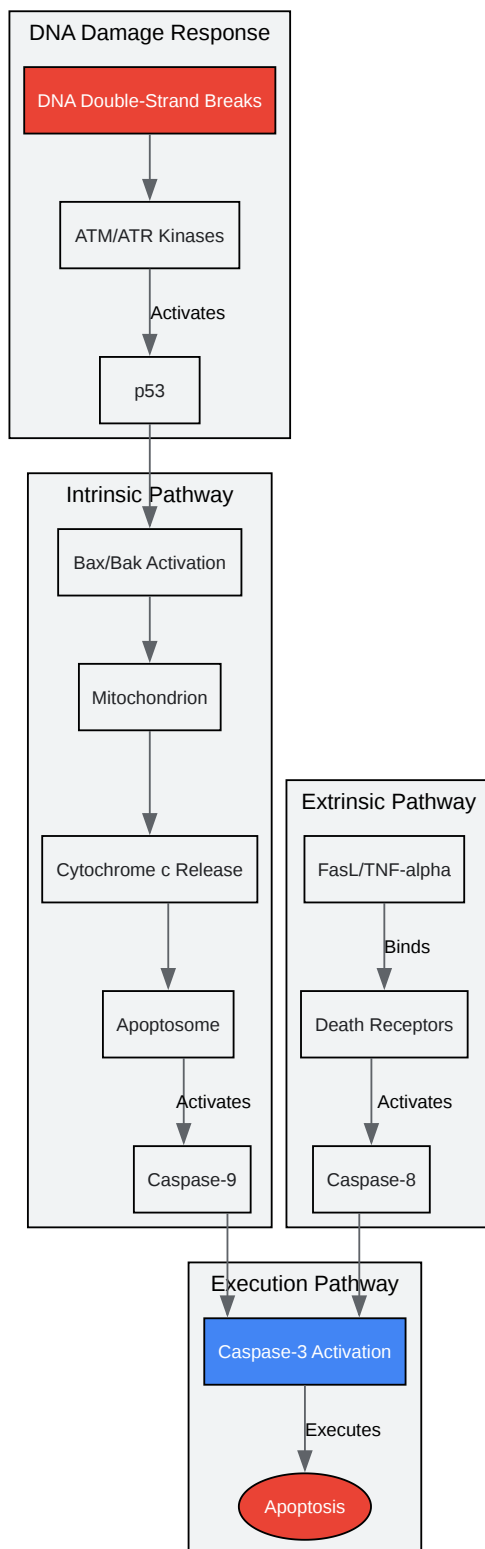 DNA Damage Response
DNA Double-Strand Breaks
ATM/ATR Kinases
Activates
p53
Intrinsic Pathway
Bax/Bak Activation
Mitochondrion
Cytochrome c Release
Apoptosome
Activates
Caspase-9
Extrinsic Pathway
FasL/TNF-alpha
Binds
Death Receptors
Activates
Caspase-8
Execution Pathway
Caspase-3 Activation
Executes
Apoptosis